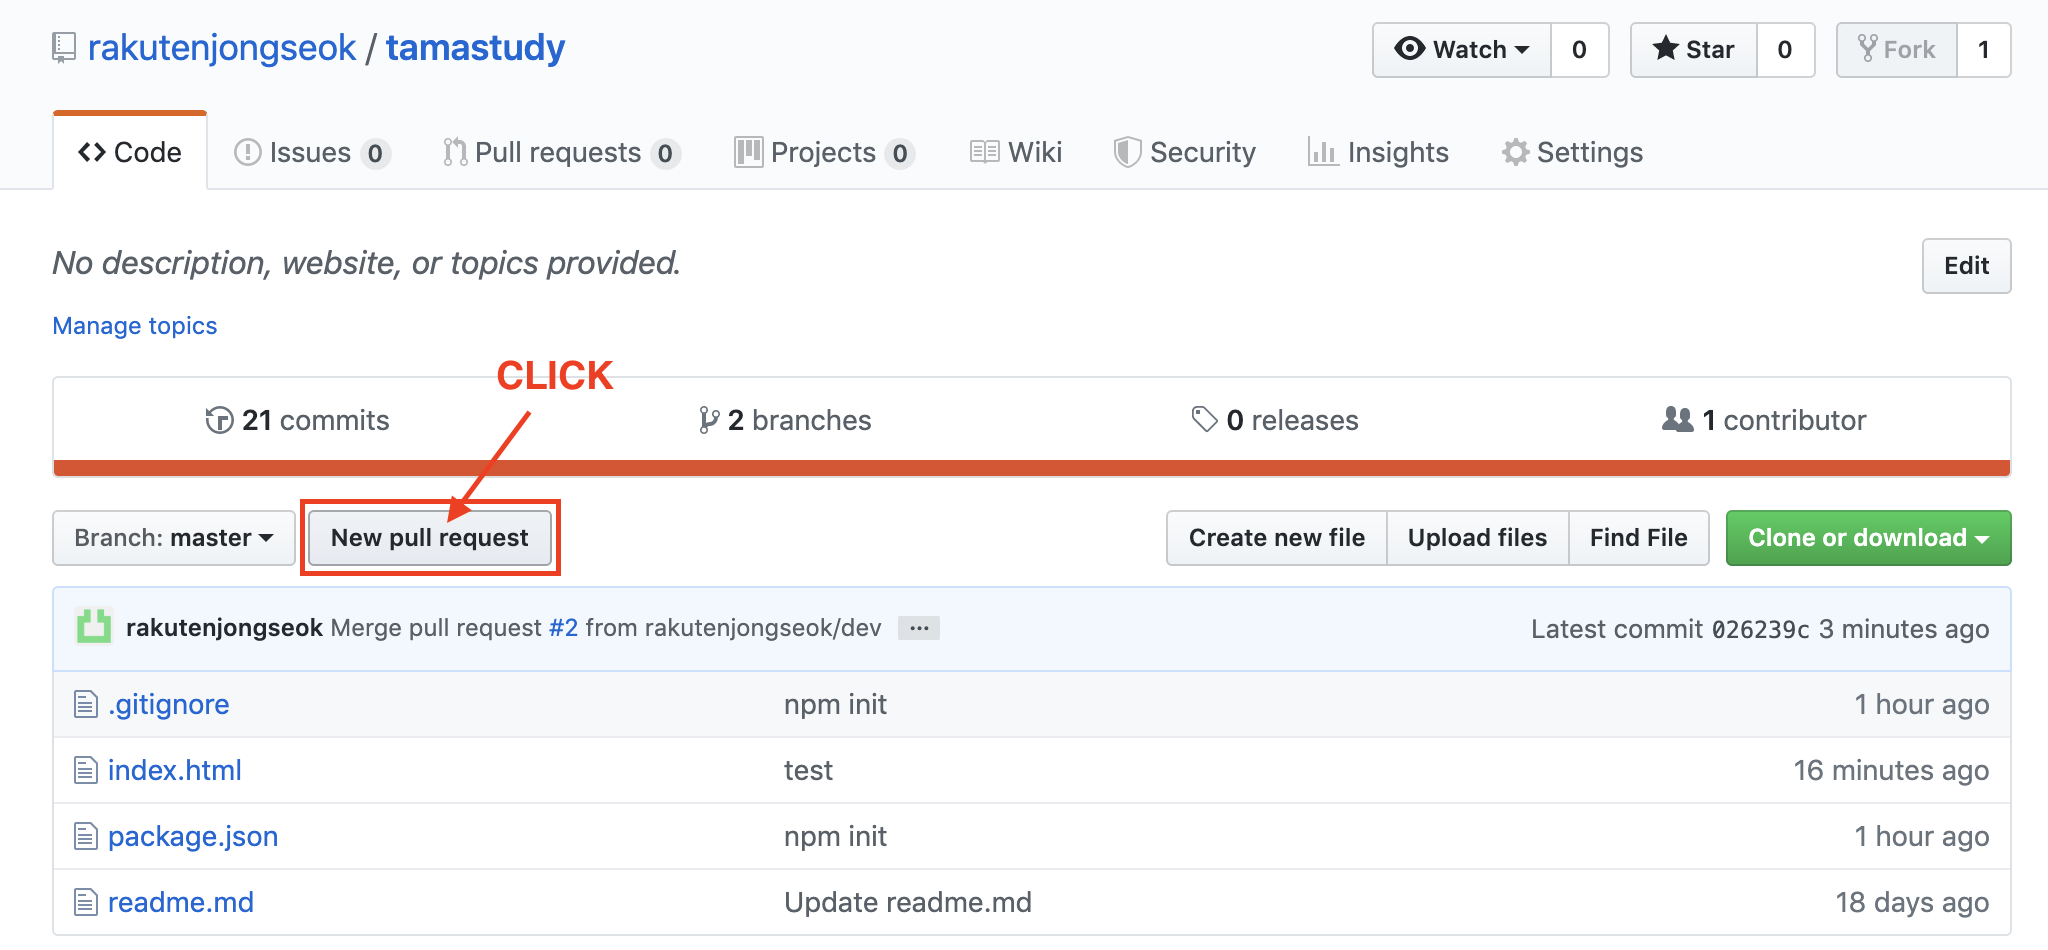 rakutenjongseok / tamastudy
Watch 0 Star 0 Fork 1
Code Issues 0 Pull requests 0 Projects 0 Wiki Security Insights Settings
No description, website, or topics provided.
Edit
Manage topics
CLICK
21 commits 2 branches 0 releases 1 contributor
Branch: master New pull request Create new file Upload files Find File Clone or download
rakutenjongseok Merge pull request #2 from rakutenjongseok/dev ... Latest commit 026239c 3 minutes ago
.gitignore npm init 1 hour ago
index.html test 16 minutes ago
package.json npm init 1 hour ago
readme.md Update readme.md 18 days ago